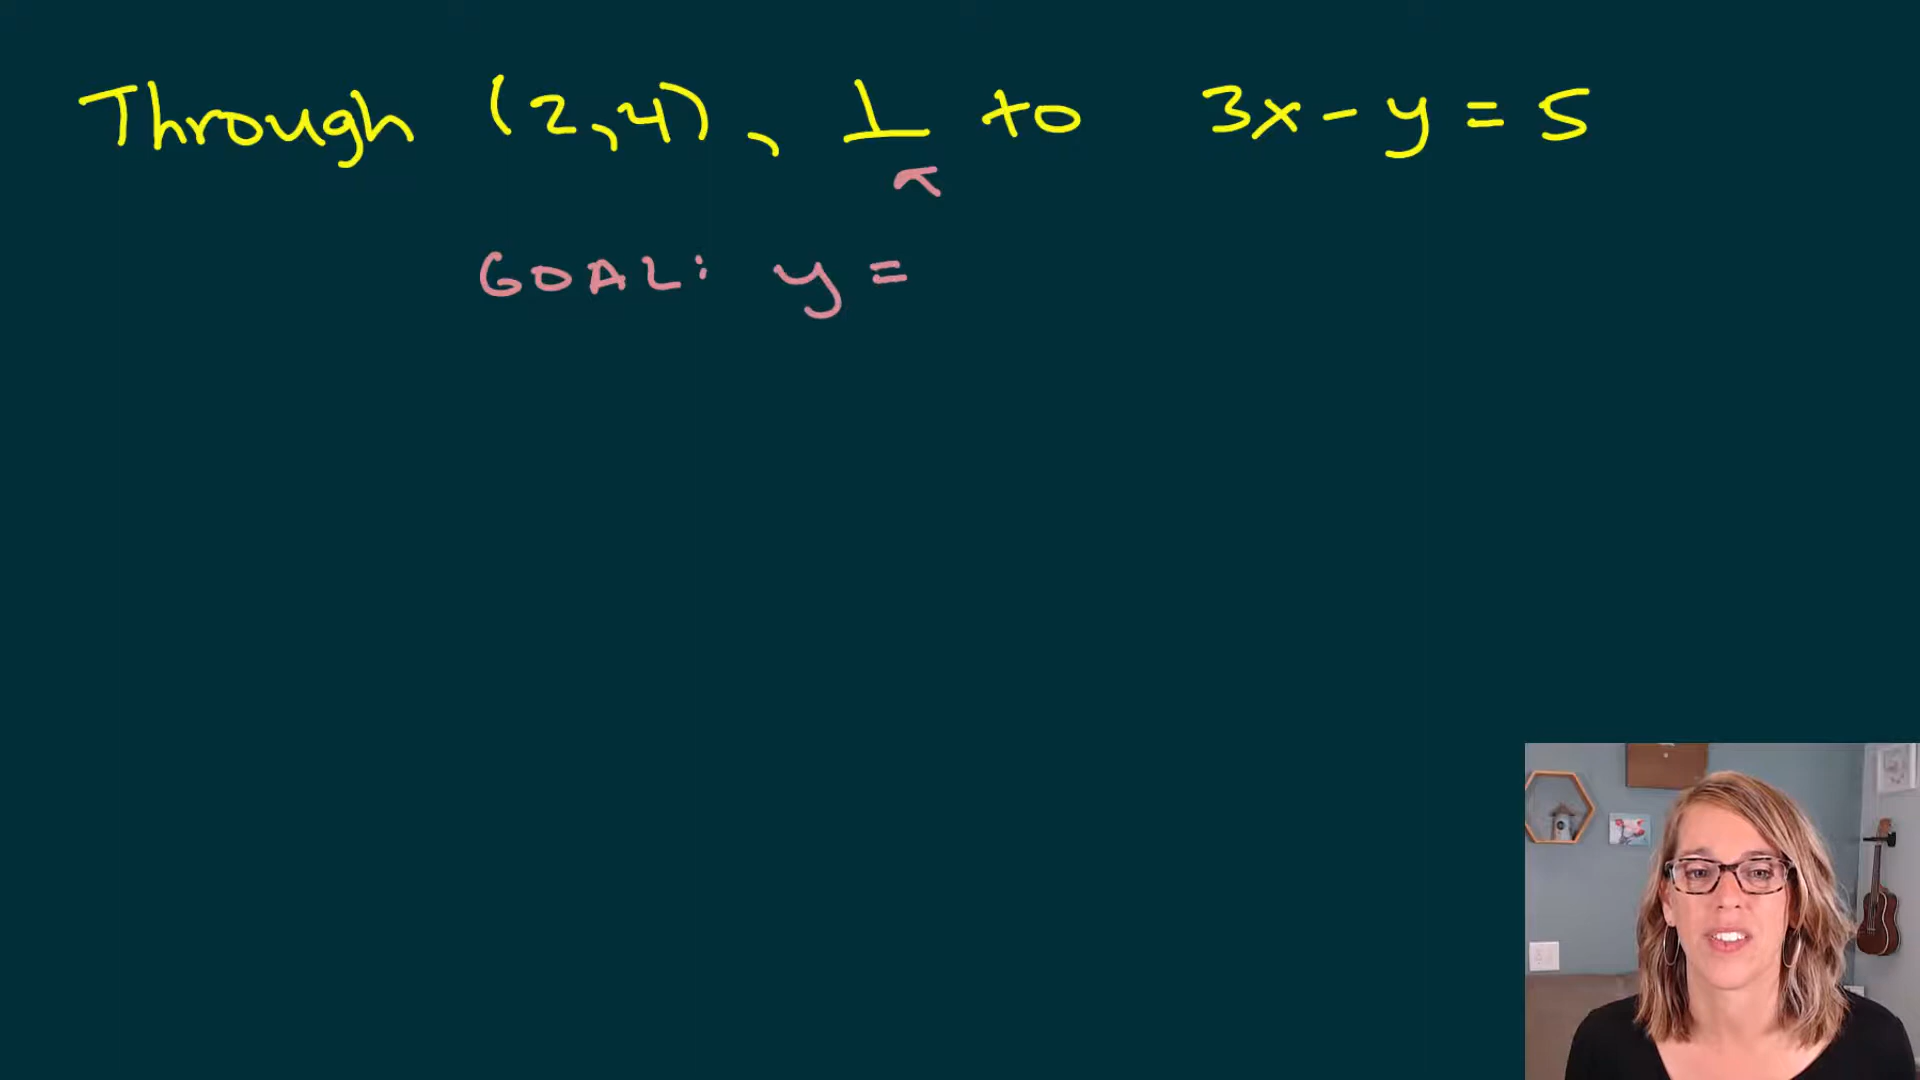 Through (2,4), ⊥ to 3x - y = 5
GOAL: y =